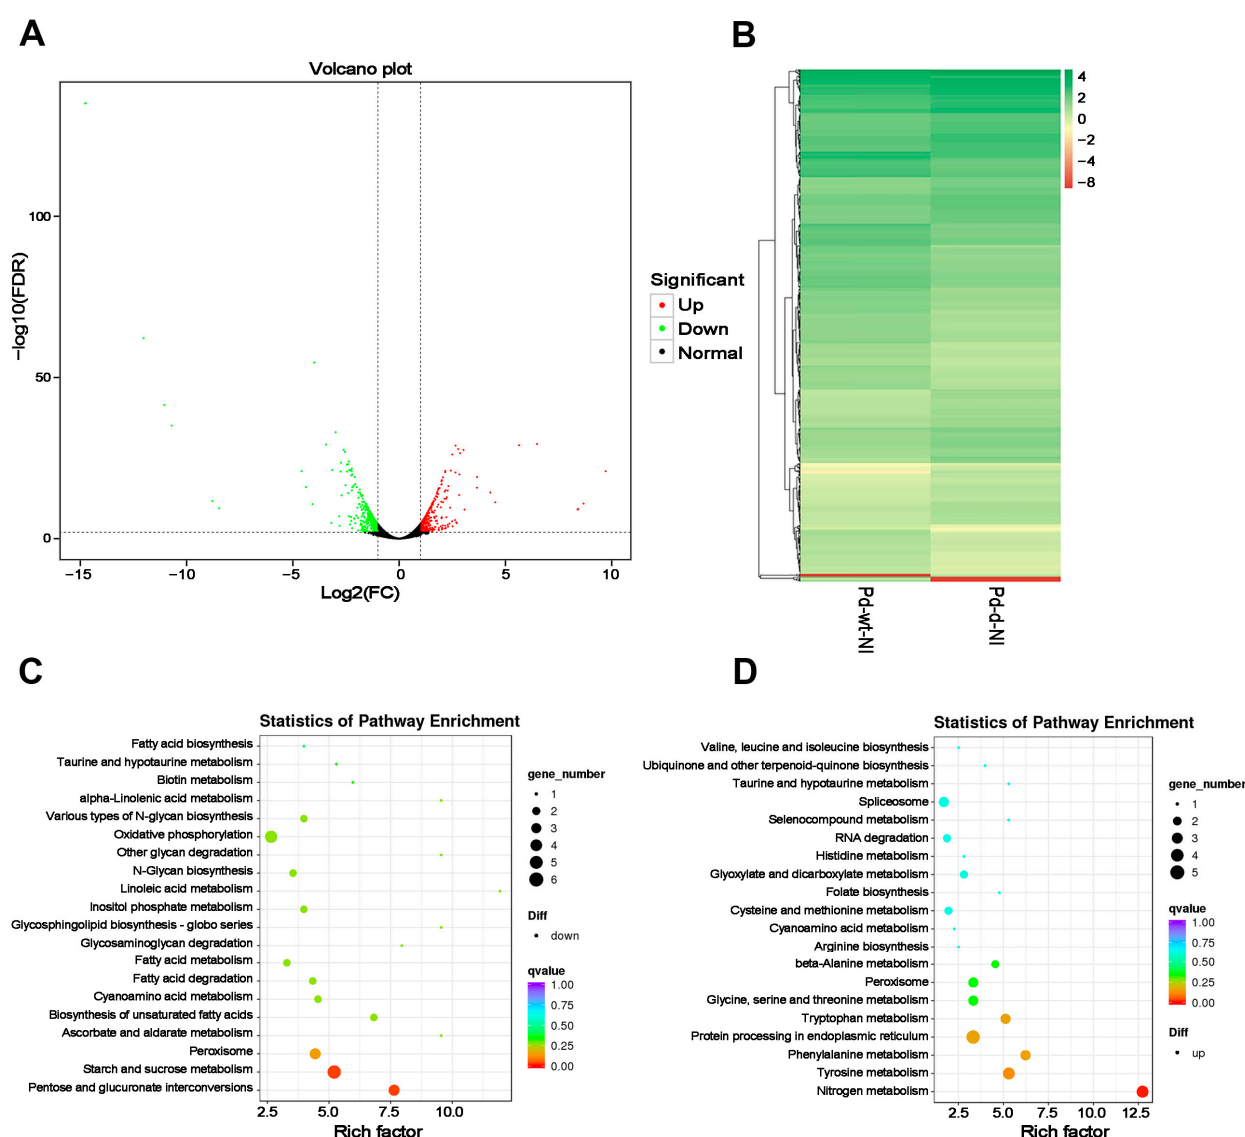 A
Volcano plot
−log10(FDR)
100
50
0
−15
−10
−5
0
5
10
Log2(FC)
Significant
Up
Down
Normal
B
4
2
0
−2
−4
−8
Pd-wt-NI
Pd-d-NI
C
Statistics of Pathway Enrichment
Fatty acid biosynthesis
Taurine and hypotaurine metabolism
Biotin metabolism
alpha-Linolenic acid metabolism
Various types of N-glycan biosynthesis
Oxidative phosphorylation
Other glycan degradation
N-Glycan biosynthesis
Linoleic acid metabolism
Inositol phosphate metabolism
Glycosphingolipid biosynthesis - globo series
Glycosaminoglycan degradation
Fatty acid metabolism
Fatty acid degradation
Cyanoamino acid metabolism
Biosynthesis of unsaturated fatty acids
Ascorbate and aldarate metabolism
Peroxisome
Starch and sucrose metabolism
Pentose and glucuronate interconversions
2.5
5.0
7.5
10.0
Rich factor
gene_number
1
2
3
4
5
6
Diff
down
qvalue
1.00
0.75
0.50
0.25
0.00
D
Statistics of Pathway Enrichment
Valine, leucine and isoleucine biosynthesis
Ubiquinone and other terpenoid-quinone biosynthesis
Taurine and hypotaurine metabolism
Spliceosome
Selenocompound metabolism
RNA degradation
Histidine metabolism
Glyoxylate and dicarboxylate metabolism
Folate biosynthesis
Cysteine and methionine metabolism
Cyanoamino acid metabolism
Arginine biosynthesis
beta-Alanine metabolism
Peroxisome
Glycine, serine and threonine metabolism
Tryptophan metabolism
Protein processing in endoplasmic reticulum
Phenylalanine metabolism
Tyrosine metabolism
Nitrogen metabolism
2.5
5.0
7.5
10.0
12.5
Rich factor
gene_number
1
2
3
4
5
qvalue
1.00
0.75
0.50
0.25
0.00
Diff
up